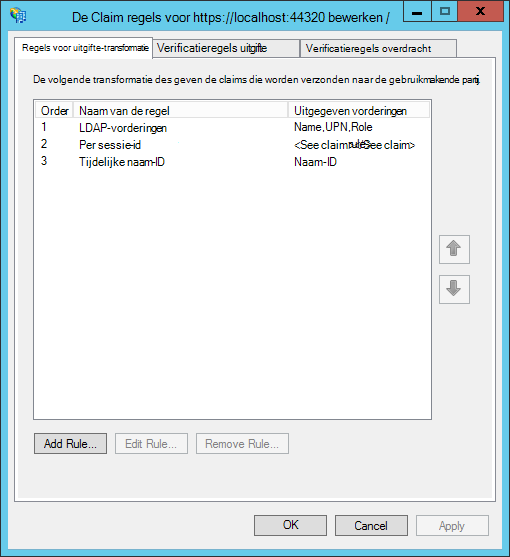 De Claim regels voor https://localhost:44320 bewerken /
Regels voor uitgifte-transformatie Verificatieregels uitgifte Verificatieregels overdracht
De volgende transformatie des geven de claims die worden verzonden naar de gebruikmakende partij.
Order Naam van de regel Uitgegeven vorderingen
1 LDAP-vorderingen Name,UPN,Role
2 Per sessie-id <See claim rule></See claim>
3 Tijdelijke naam-ID Naam-ID
Add Rule... Edit Rule... Remove Rule...
OK Cancel Apply